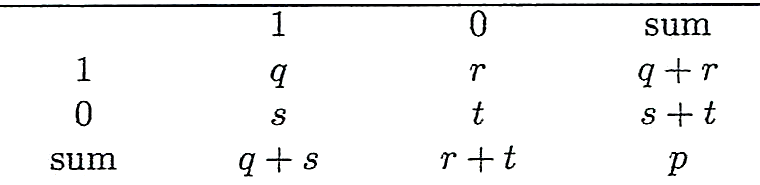 1 0 sum
1 q r q + r
0 s t s + t
sum q + s r + t p